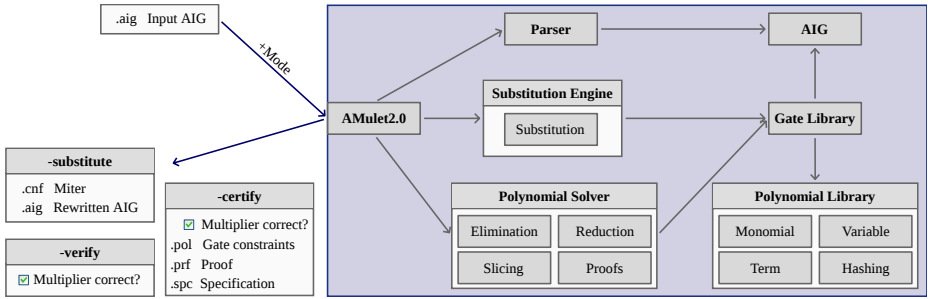 .aig Input AIG
+Mode
Parser
AIG
Substitution Engine
Substitution
AMulet2.0
Gate Library
-substitute
.cnf Miter
.aig Rewritten AIG
-verify
Multiplier correct?
-certify
Multiplier correct?
.pol Gate constraints
.prf Proof
.spc Specification
Polynomial Solver
Elimination
Reduction
Slicing
Proofs
Polynomial Library
Monomial
Variable
Term
Hashing